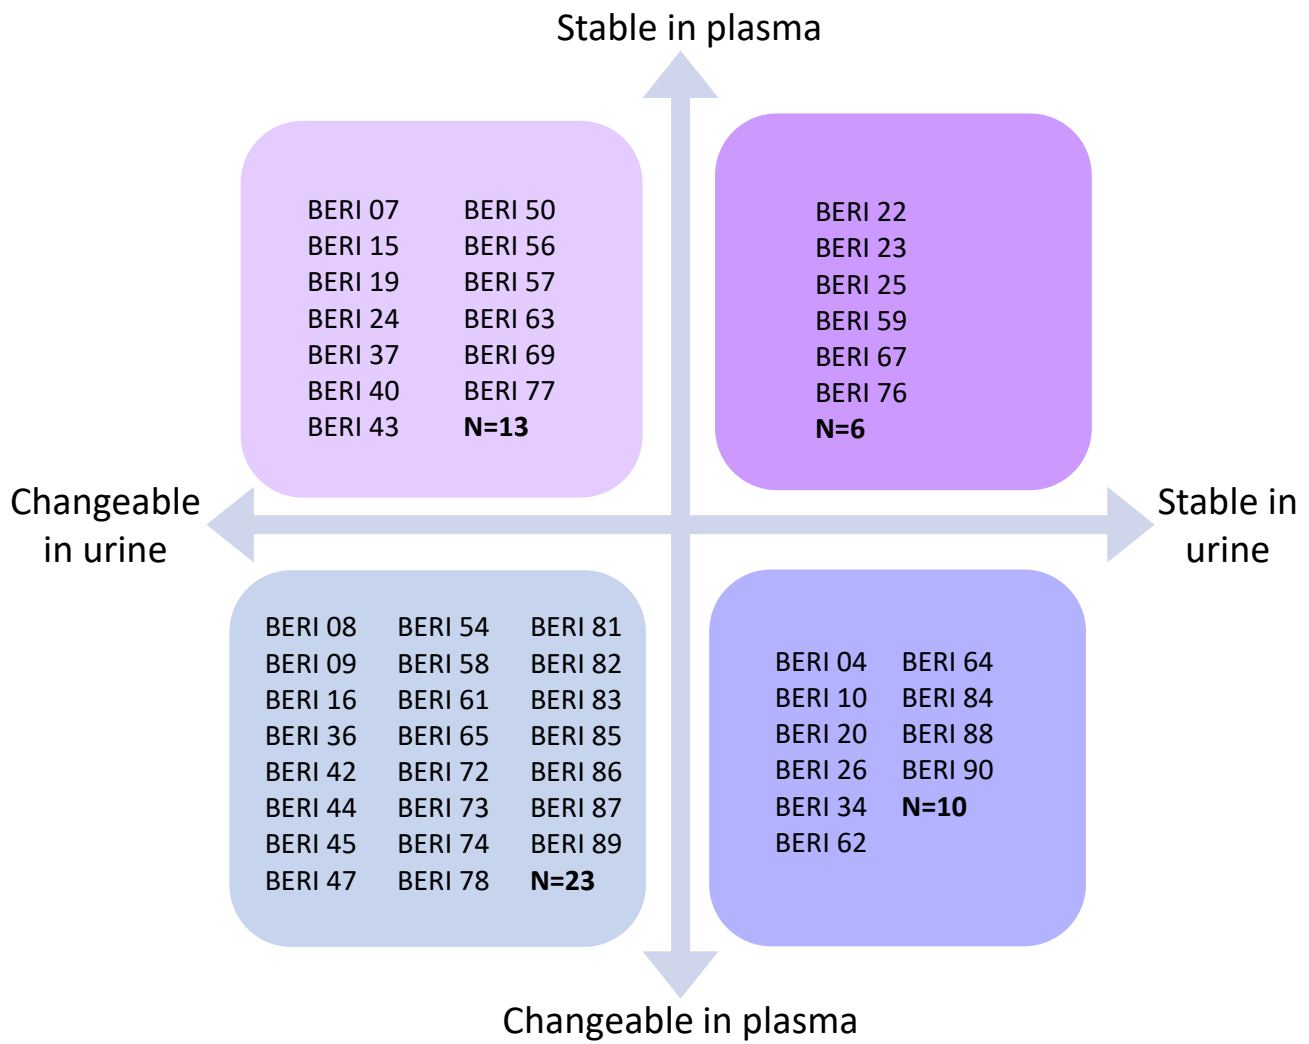 Stable in plasma
BERI 07 BERI 50
BERI 15 BERI 56
BERI 19 BERI 57
BERI 24 BERI 63
BERI 37 BERI 69
BERI 40 BERI 77
BERI 43 N=13
BERI 22
BERI 23
BERI 25
BERI 59
BERI 67
BERI 76
N=6
Changeable
in urine
Stable in
urine
BERI 08 BERI 54 BERI 81
BERI 09 BERI 58 BERI 82
BERI 16 BERI 61 BERI 83
BERI 36 BERI 65 BERI 85
BERI 42 BERI 72 BERI 86
BERI 44 BERI 73 BERI 87
BERI 45 BERI 74 BERI 89
BERI 47 BERI 78 N=23
BERI 04 BERI 64
BERI 10 BERI 84
BERI 20 BERI 88
BERI 26 BERI 90
BERI 34 N=10
BERI 62
Changeable in plasma